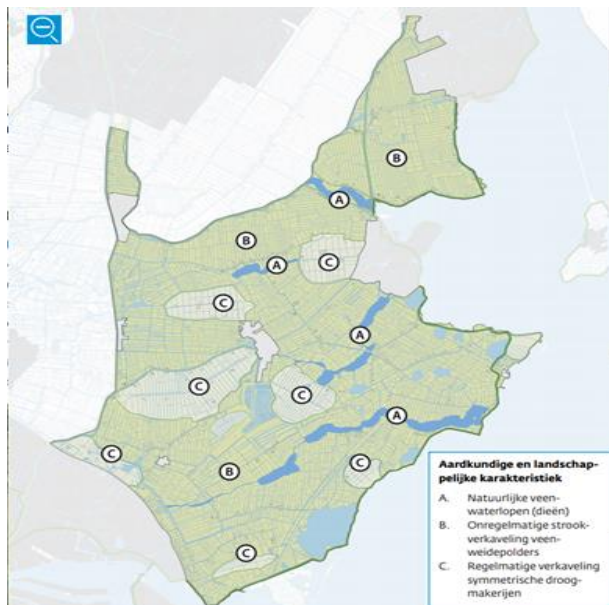 B
A
B
A
C
C
A
C
C
A
C
B
C
C
Aardkundige en landschap-
pelijke karakteristiek
A. Natuurlijke veen-
waterlopen (dieën)
B. Onregelmatige strook-
verkaveling veen-
weidepolders
C. Regelmatige verkaveling
symmetrische droog-
makerijen